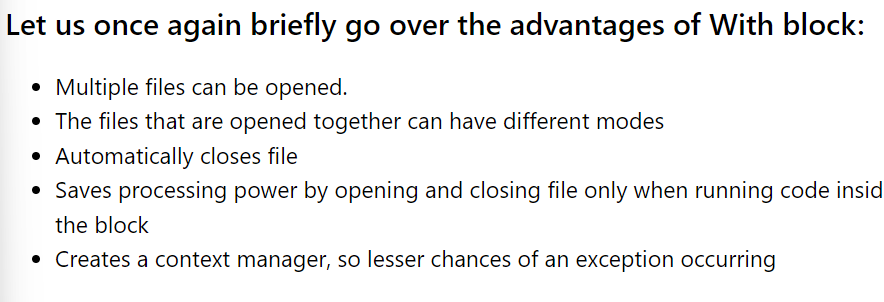 Let us once again briefly go over the advantages of With block:
• Multiple files can be opened.
• The files that are opened together can have different modes
• Automatically closes file
• Saves processing power by opening and closing file only when running code insid
the block
• Creates a context manager, so lesser chances of an exception occurring